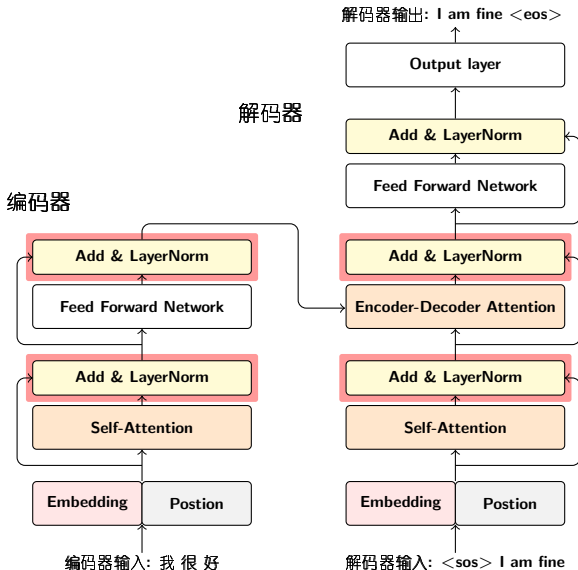 解码器输出: I am fine <eos>
Output layer
解码器
Add & LayerNorm
Feed Forward Network
编码器
Add & LayerNorm
Add & LayerNorm
Feed Forward Network
Encoder-Decoder Attention
Add & LayerNorm
Add & LayerNorm
Self-Attention
Self-Attention
Embedding
Postion
Embedding
Postion
编码器输入: 我 很 好
解码器输入: <sos> I am fine